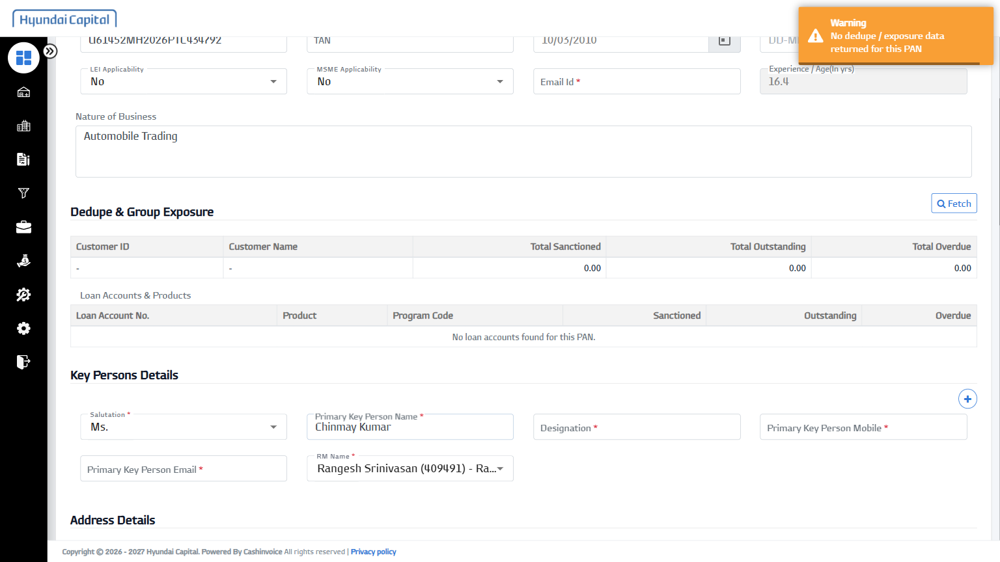 Hyundai Capital
Warning
No dedupe / exposure data
returned for this PAN
U61452MH2026PTC434792
TAN
10/03/2010
LEI Applicability
No
MSME Applicability
No
Email Id *
Experience / Age(In yrs)
16.4
Nature of Business
Automobile Trading
Dedupe & Group Exposure
Fetch
Customer ID Customer Name Total Sanctioned Total Outstanding Total Overdue
- - 0.00 0.00 0.00
Loan Accounts & Products
Loan Account No. Product Program Code Sanctioned Outstanding Overdue
No loan accounts found for this PAN.
Key Persons Details
Salutation *
Ms.
Primary Key Person Name *
Chinmay Kumar
Designation *
Primary Key Person Mobile *
Primary Key Person Email *
RM Name *
Rangesh Srinivasan (409491) - Ra...
Address Details
Copyright © 2026 - 2027 Hyundai Capital. Powered By Cashinvoice All rights reserved | Privacy policy